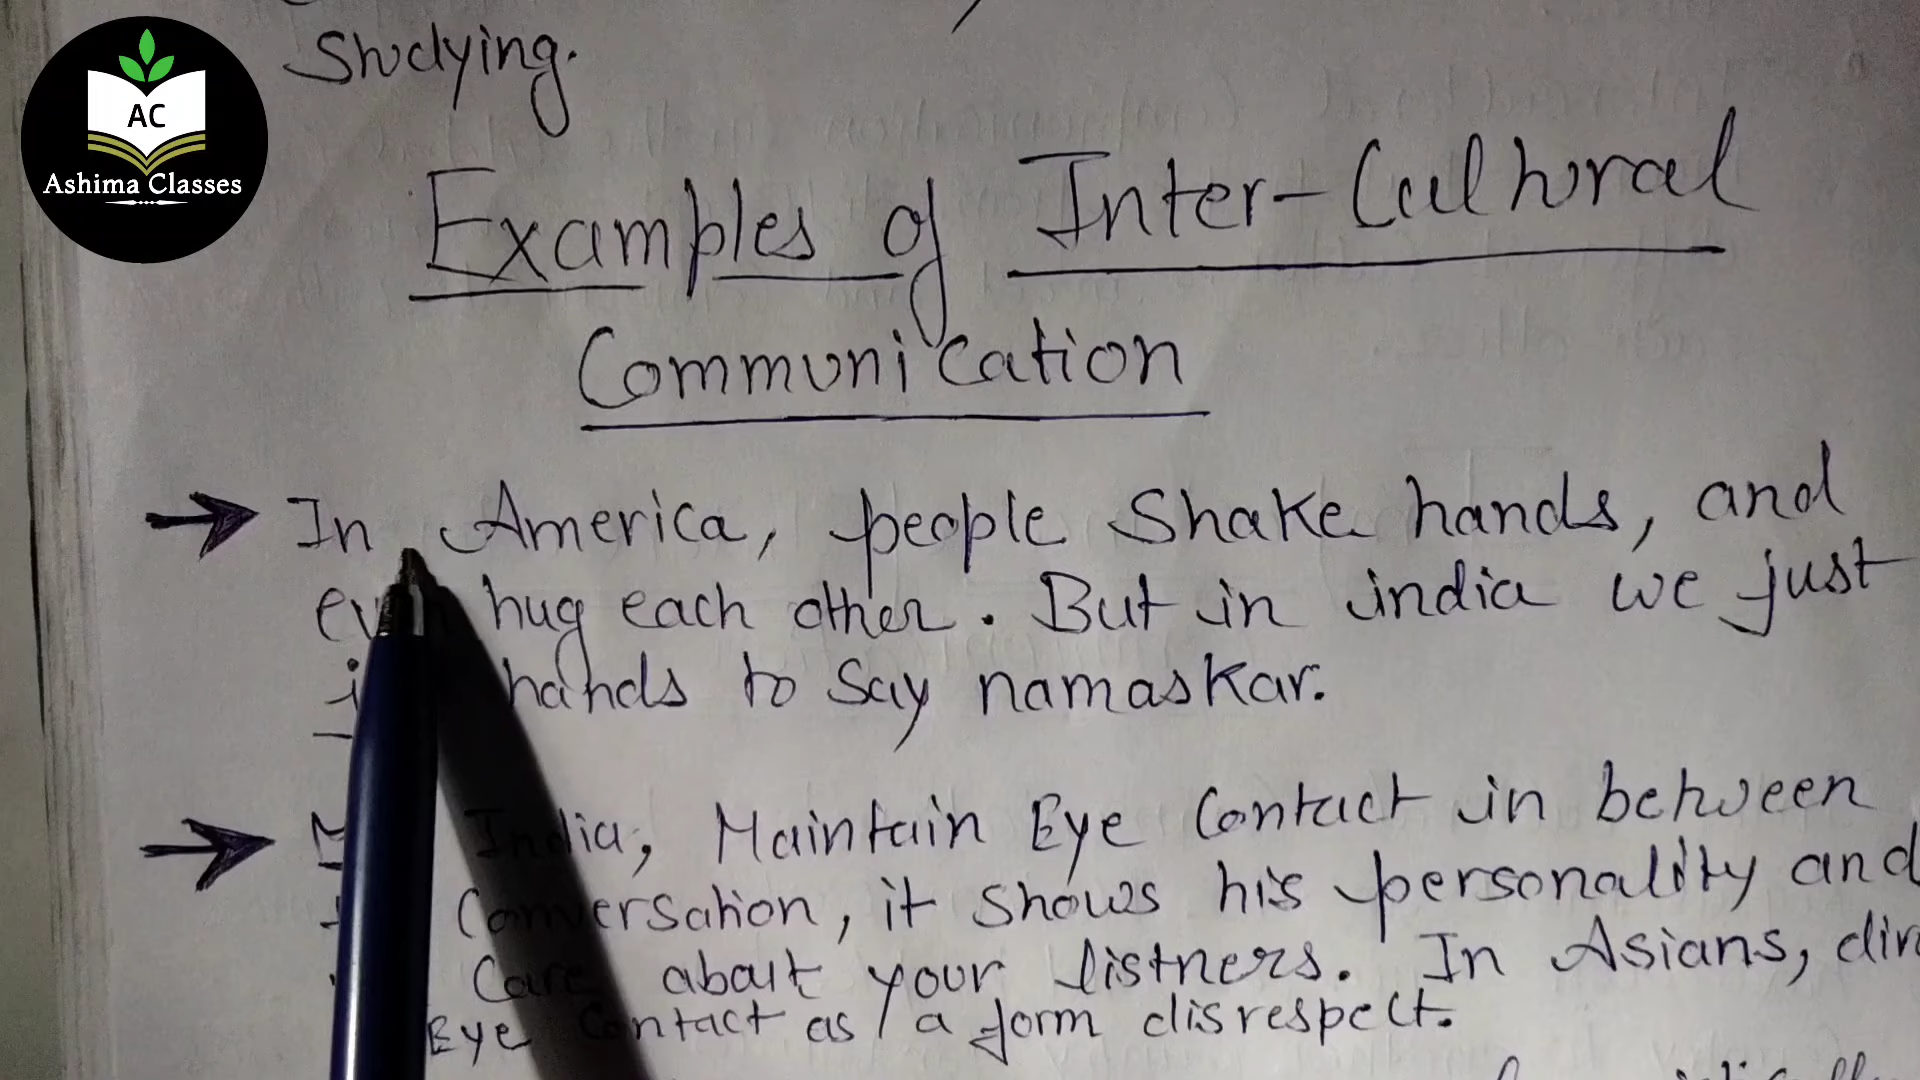 AC
Ashima Classes
Studying.
Examples of Inter-Cultural
Communication
In America, people Shake hands, and
hug each other. But in india we just
hands to Say namaskar.
India, Maintain Eye Contact in between
Conversation, it shows his personality and
Care about your listners. In Asians,
Eye Contact as a form disrespect.